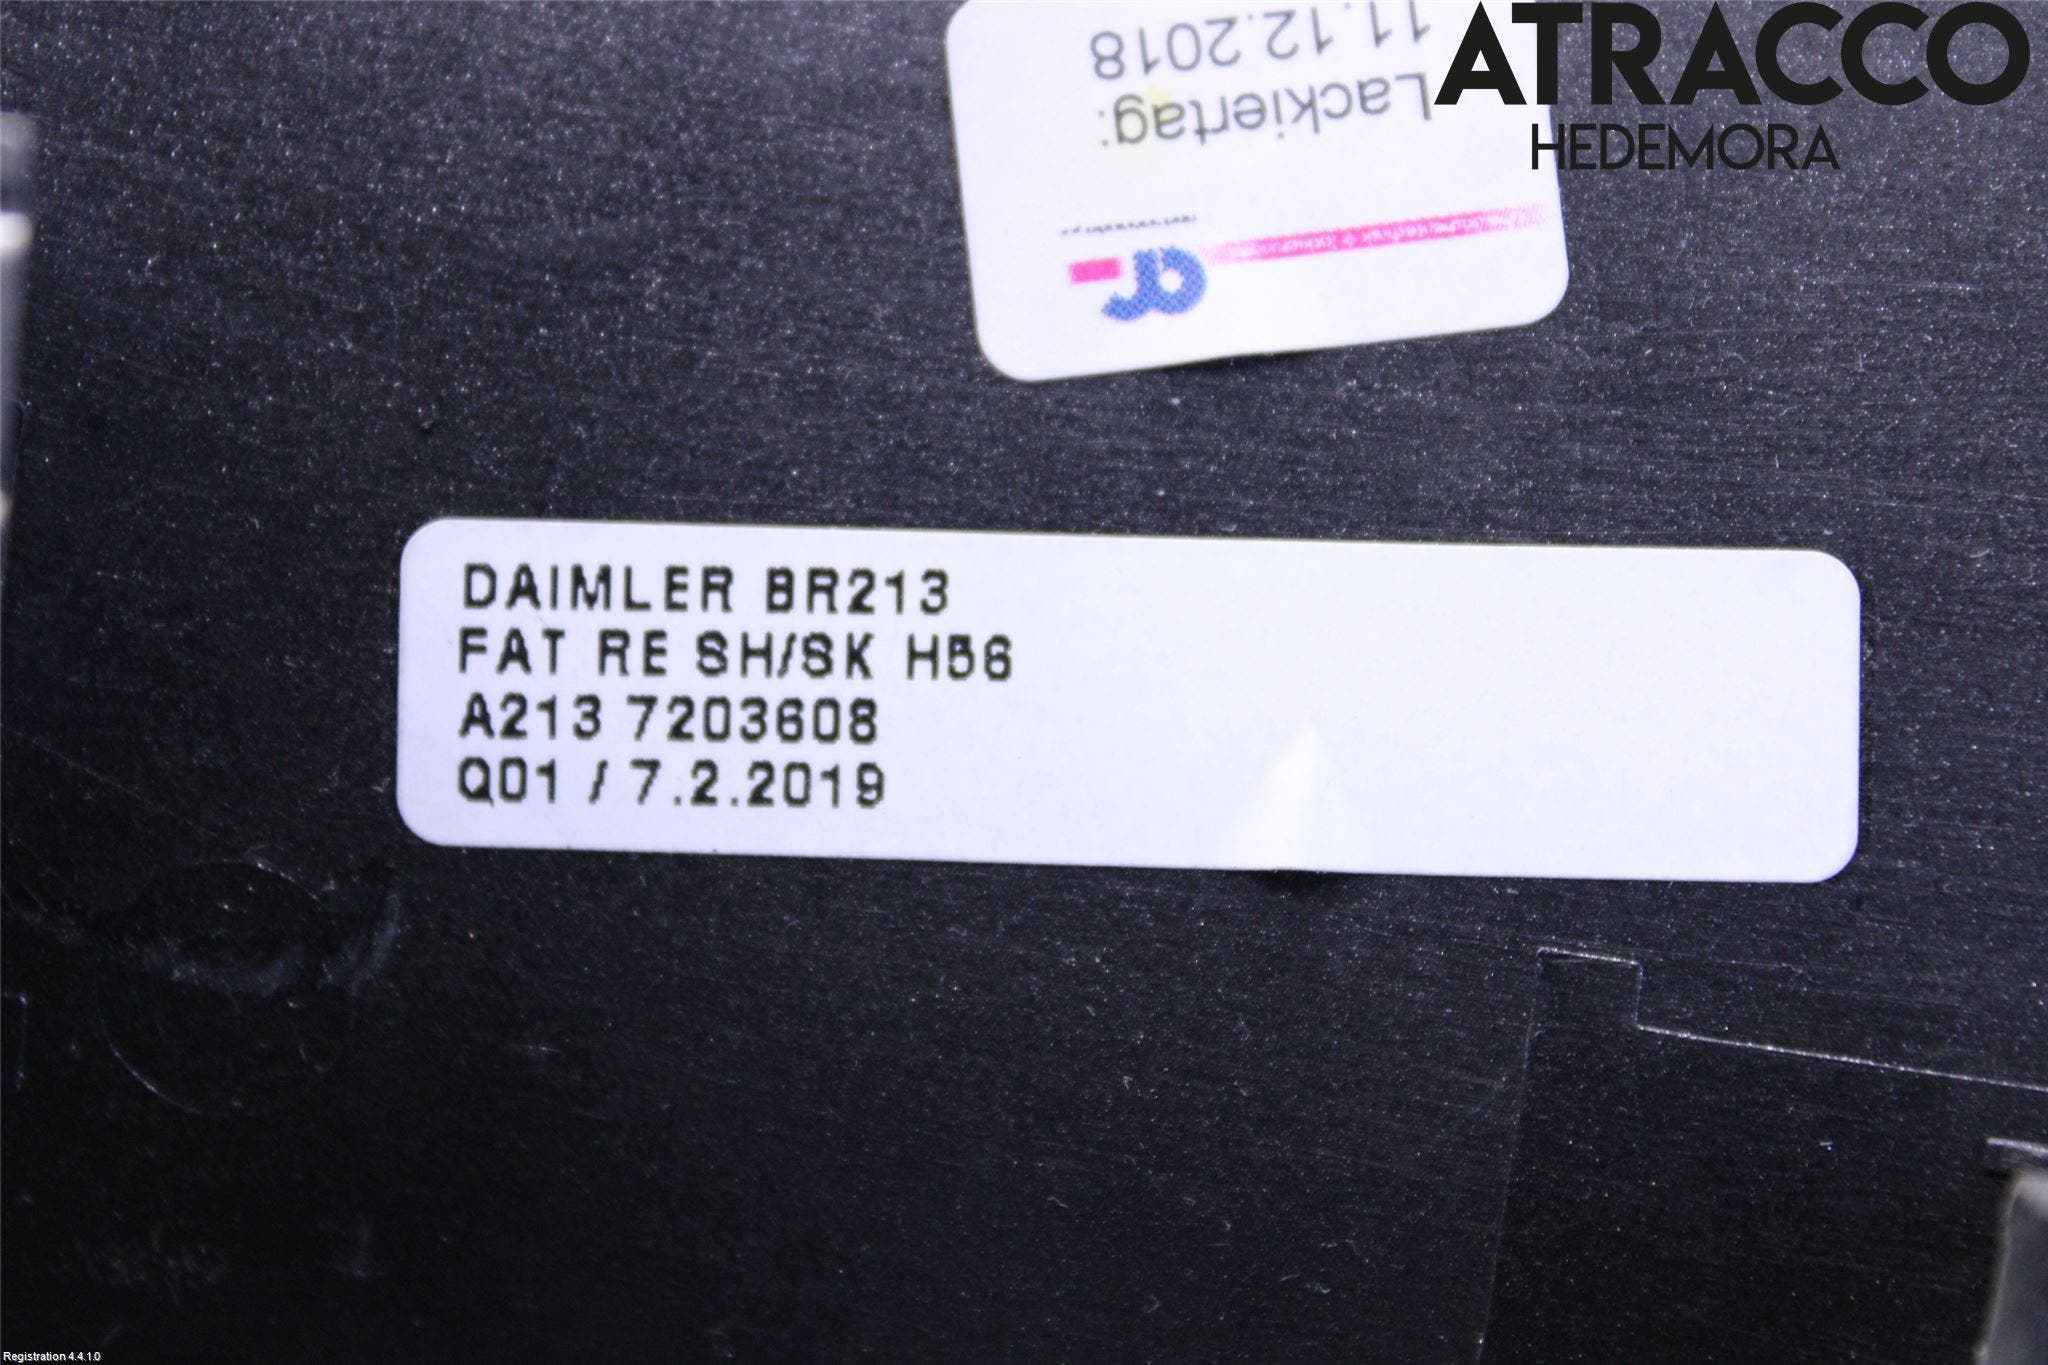 ATRACCO
HEDEMORA
Lackiertag:
11.12.2018
DAIMLER BR213
FAT RE SH/SK H56
A213 7203608
Q01 / 7.2.2019
Registration 4.4.1.0